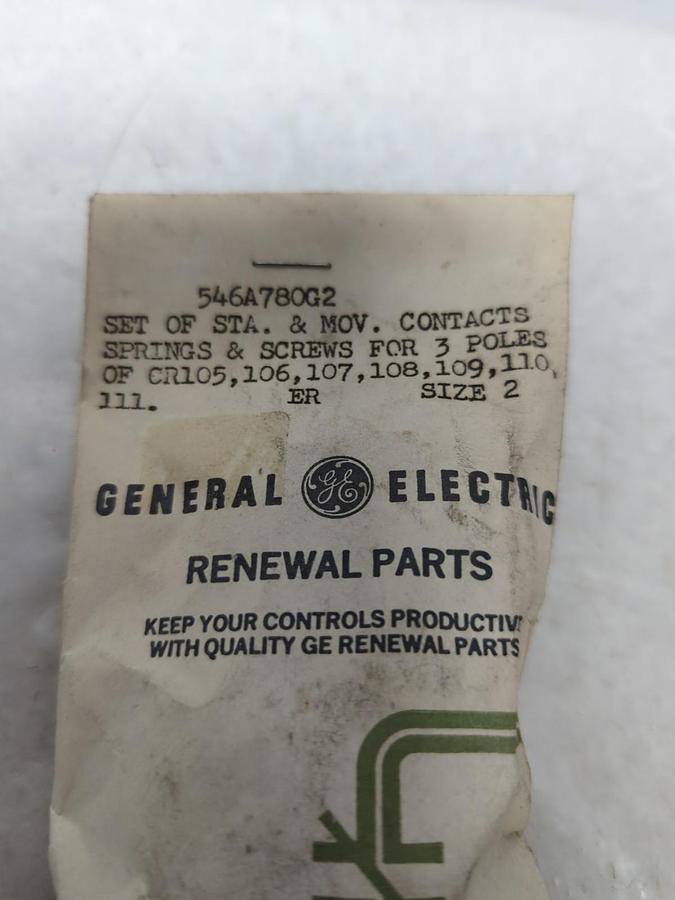 546A780G2
SET OF STA. & MOV. CONTACTS
SPRINGS & SCREWS FOR 3 POLES
OF CR105,106,107,108,109,110,
111. ER SIZE 2
GENERAL GE ELECTRIC
RENEWAL PARTS
KEEP YOUR CONTROLS PRODUCTIVE
WITH QUALITY GE RENEWAL PARTS